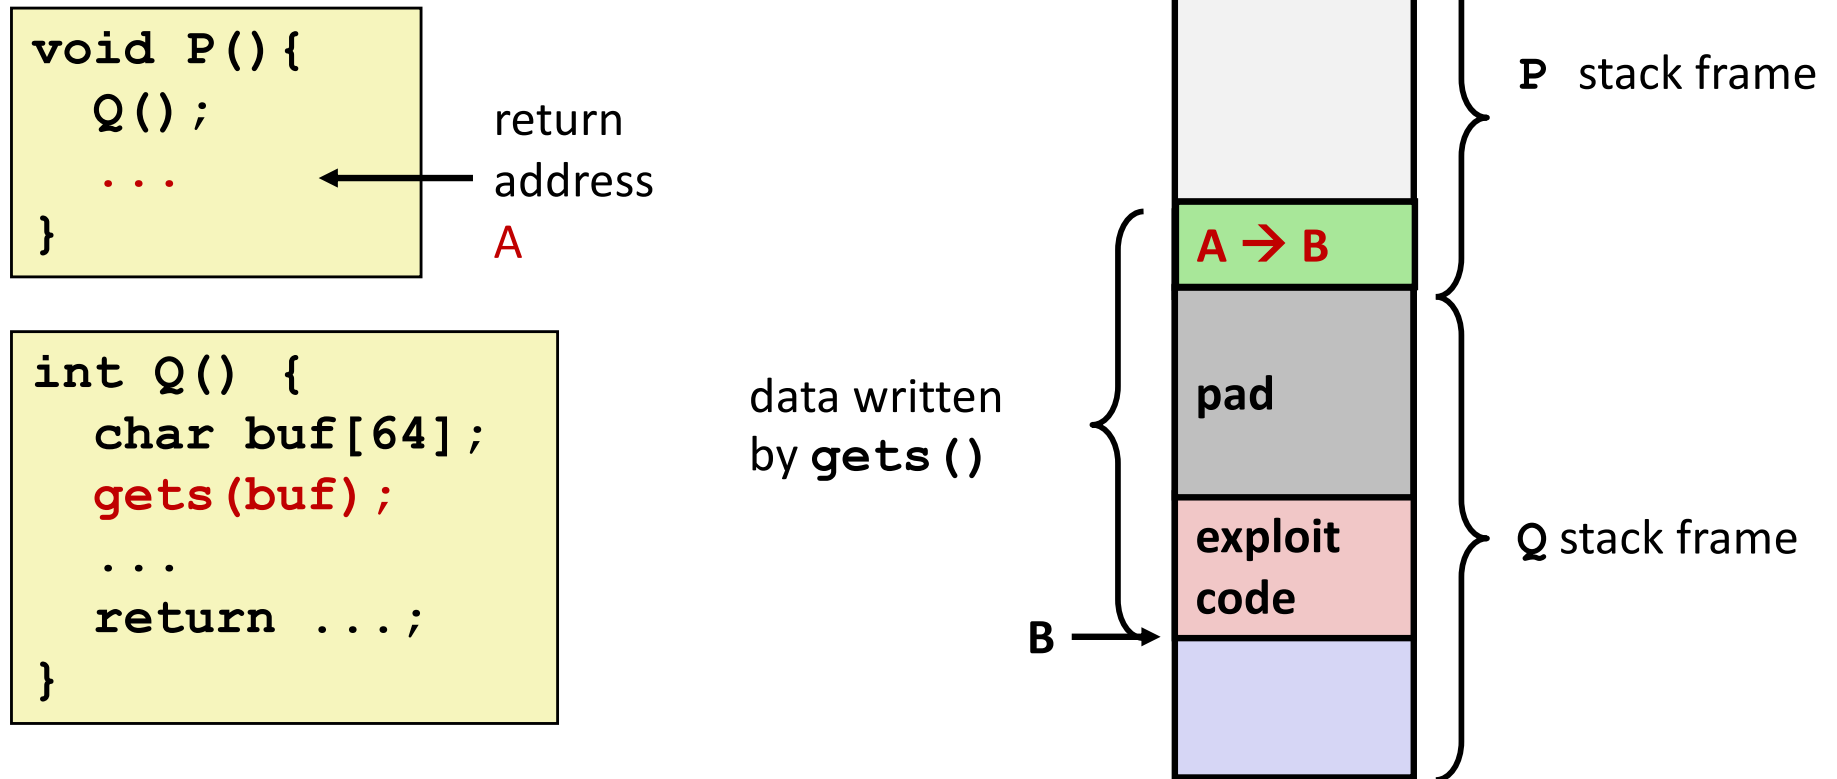 void P(){
  Q();
  ...
}
return
address
A
int Q() {
  char buf[64];
  gets(buf);
  ...
  return ...;
}
data written
by gets()
B
A → B
pad
exploit
code
P stack frame
Q stack frame